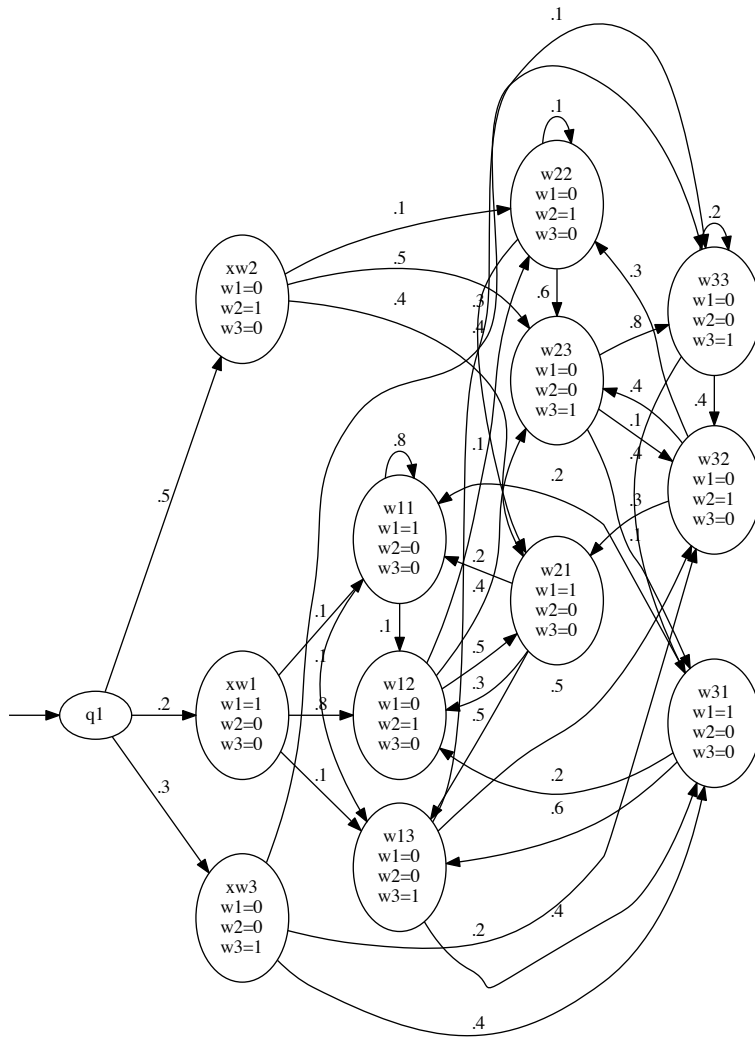 .1
.1
w22
w1=0
w2=1
w3=0
.1
.2
w33
w1=0
w2=0
w3=1
xw2
w1=0
w2=1
w3=0
.5
.3
.4
.3
.4
.6
w23
w1=0
w2=0
w3=1
.8
.4
.1
.4
.4
w32
w1=0
w2=1
w3=0
.8
.1
.2
.5
w11
w1=1
w2=0
w3=0
.3
.1
.2
.4
w21
w1=1
w2=0
w3=0
.1
.1
.1
.5
.3
.5
.5
q1
.2
xw1
w1=1
w2=0
w3=0
.8
w12
w1=0
w2=1
w3=0
w31
w1=1
w2=0
w3=0
.3
.1
.2
.6
w13
w1=0
w2=0
w3=1
xw3
w1=0
w2=0
w3=1
.2
.4
.4